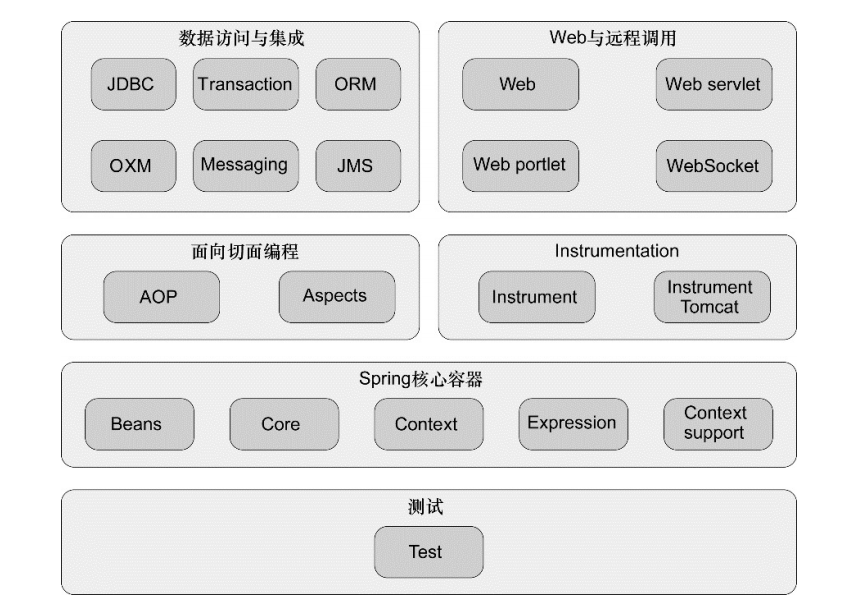 数据访问与集成
JDBC
Transaction
ORM
OXM
Messaging
JMS
Web与远程调用
Web
Web servlet
Web portlet
WebSocket
面向切面编程
AOP
Aspects
Instrumentation
Instrument
Instrument
Tomcat
Spring核心容器
Beans
Core
Context
Expression
Context
support
测试
Test